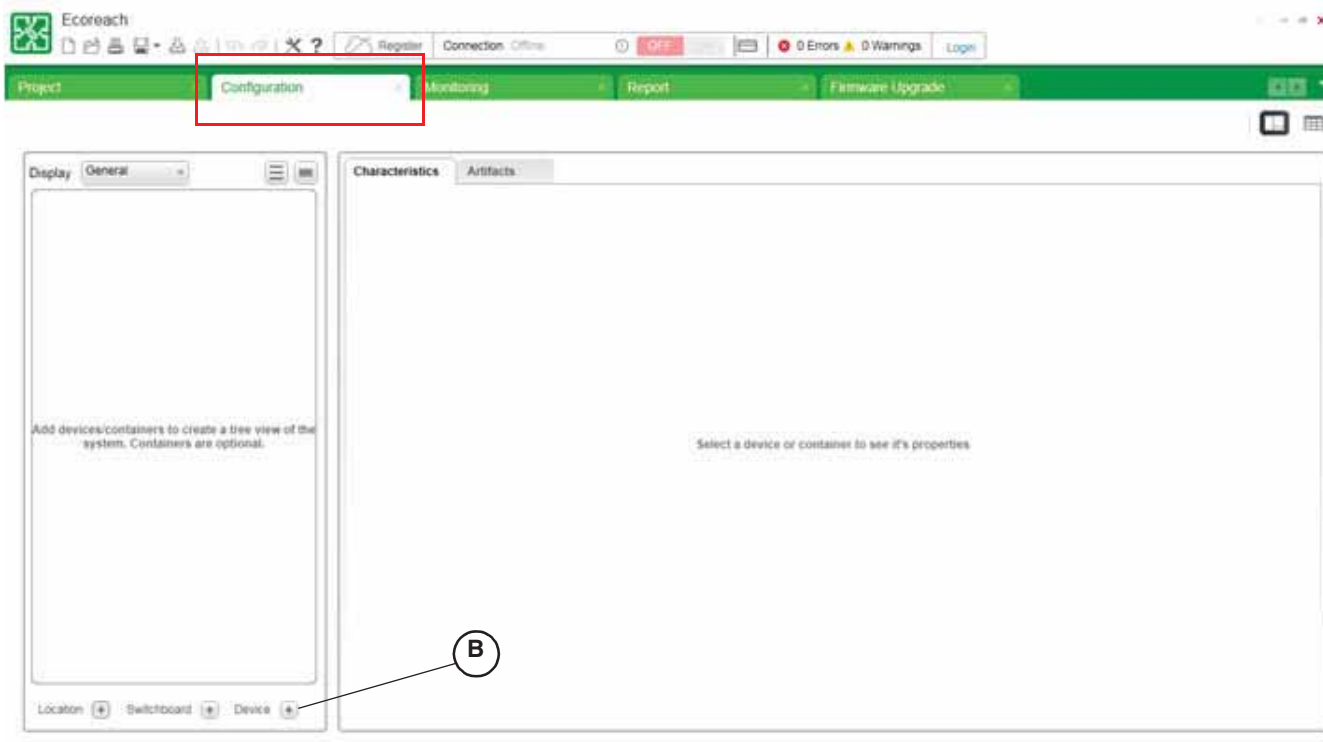 Ecoreach
? Register Connection Offline OFF 0 Errors 0 Warnings Login
Project Configuration Monitoring Report Firmware Upgrade
Display General
Characteristics Artifacts
Add devices/containers to create a tree view of the
system. Containers are optional.
Select a device or container to see it's properties
B
Location + Switchboard + Device +